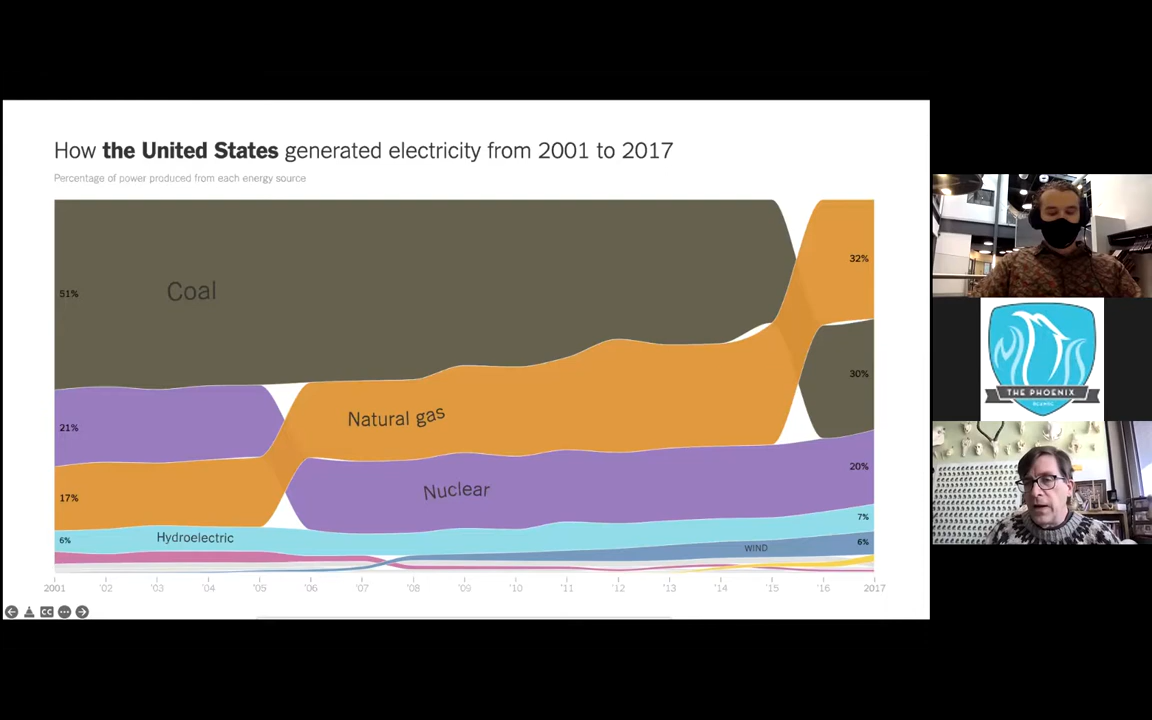 How the United States generated electricity from 2001 to 2017
Percentage of power produced from each energy source
51%
Coal
32%
30%
21%
Natural gas
17%
Nuclear
20%
6%
Hydroelectric
7%
WIND
6%
2001 '02 '03 '04 '05 '06 '07 '08 '09 '10 '11 '12 '13 '14 '15 '16 2017
CC
THE PHOENIX